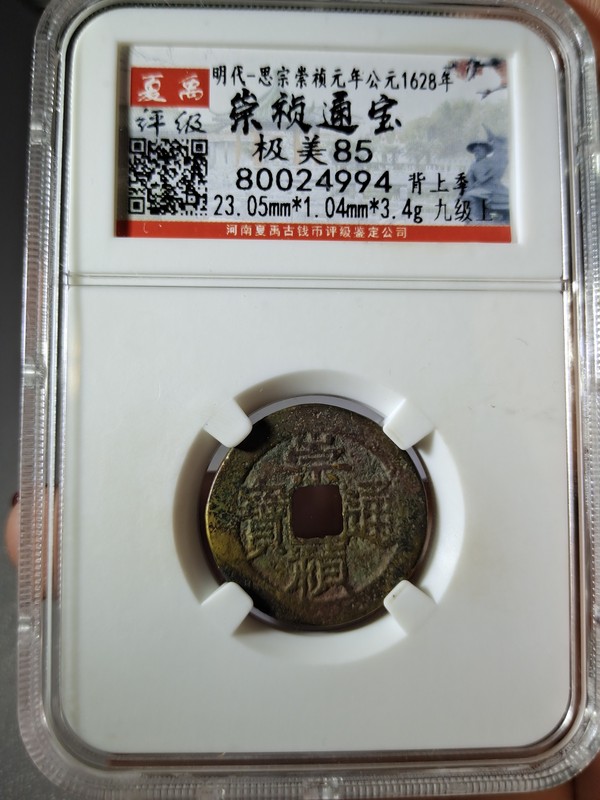 明代-思宗崇祯元年公元1628年
夏禹
评级
崇祯通宝
极美85
80024994 背上季
23.05mm*1.04mm*3.4g 九级上
河南夏禹古钱币评级鉴定公司
崇
寶 通
禎